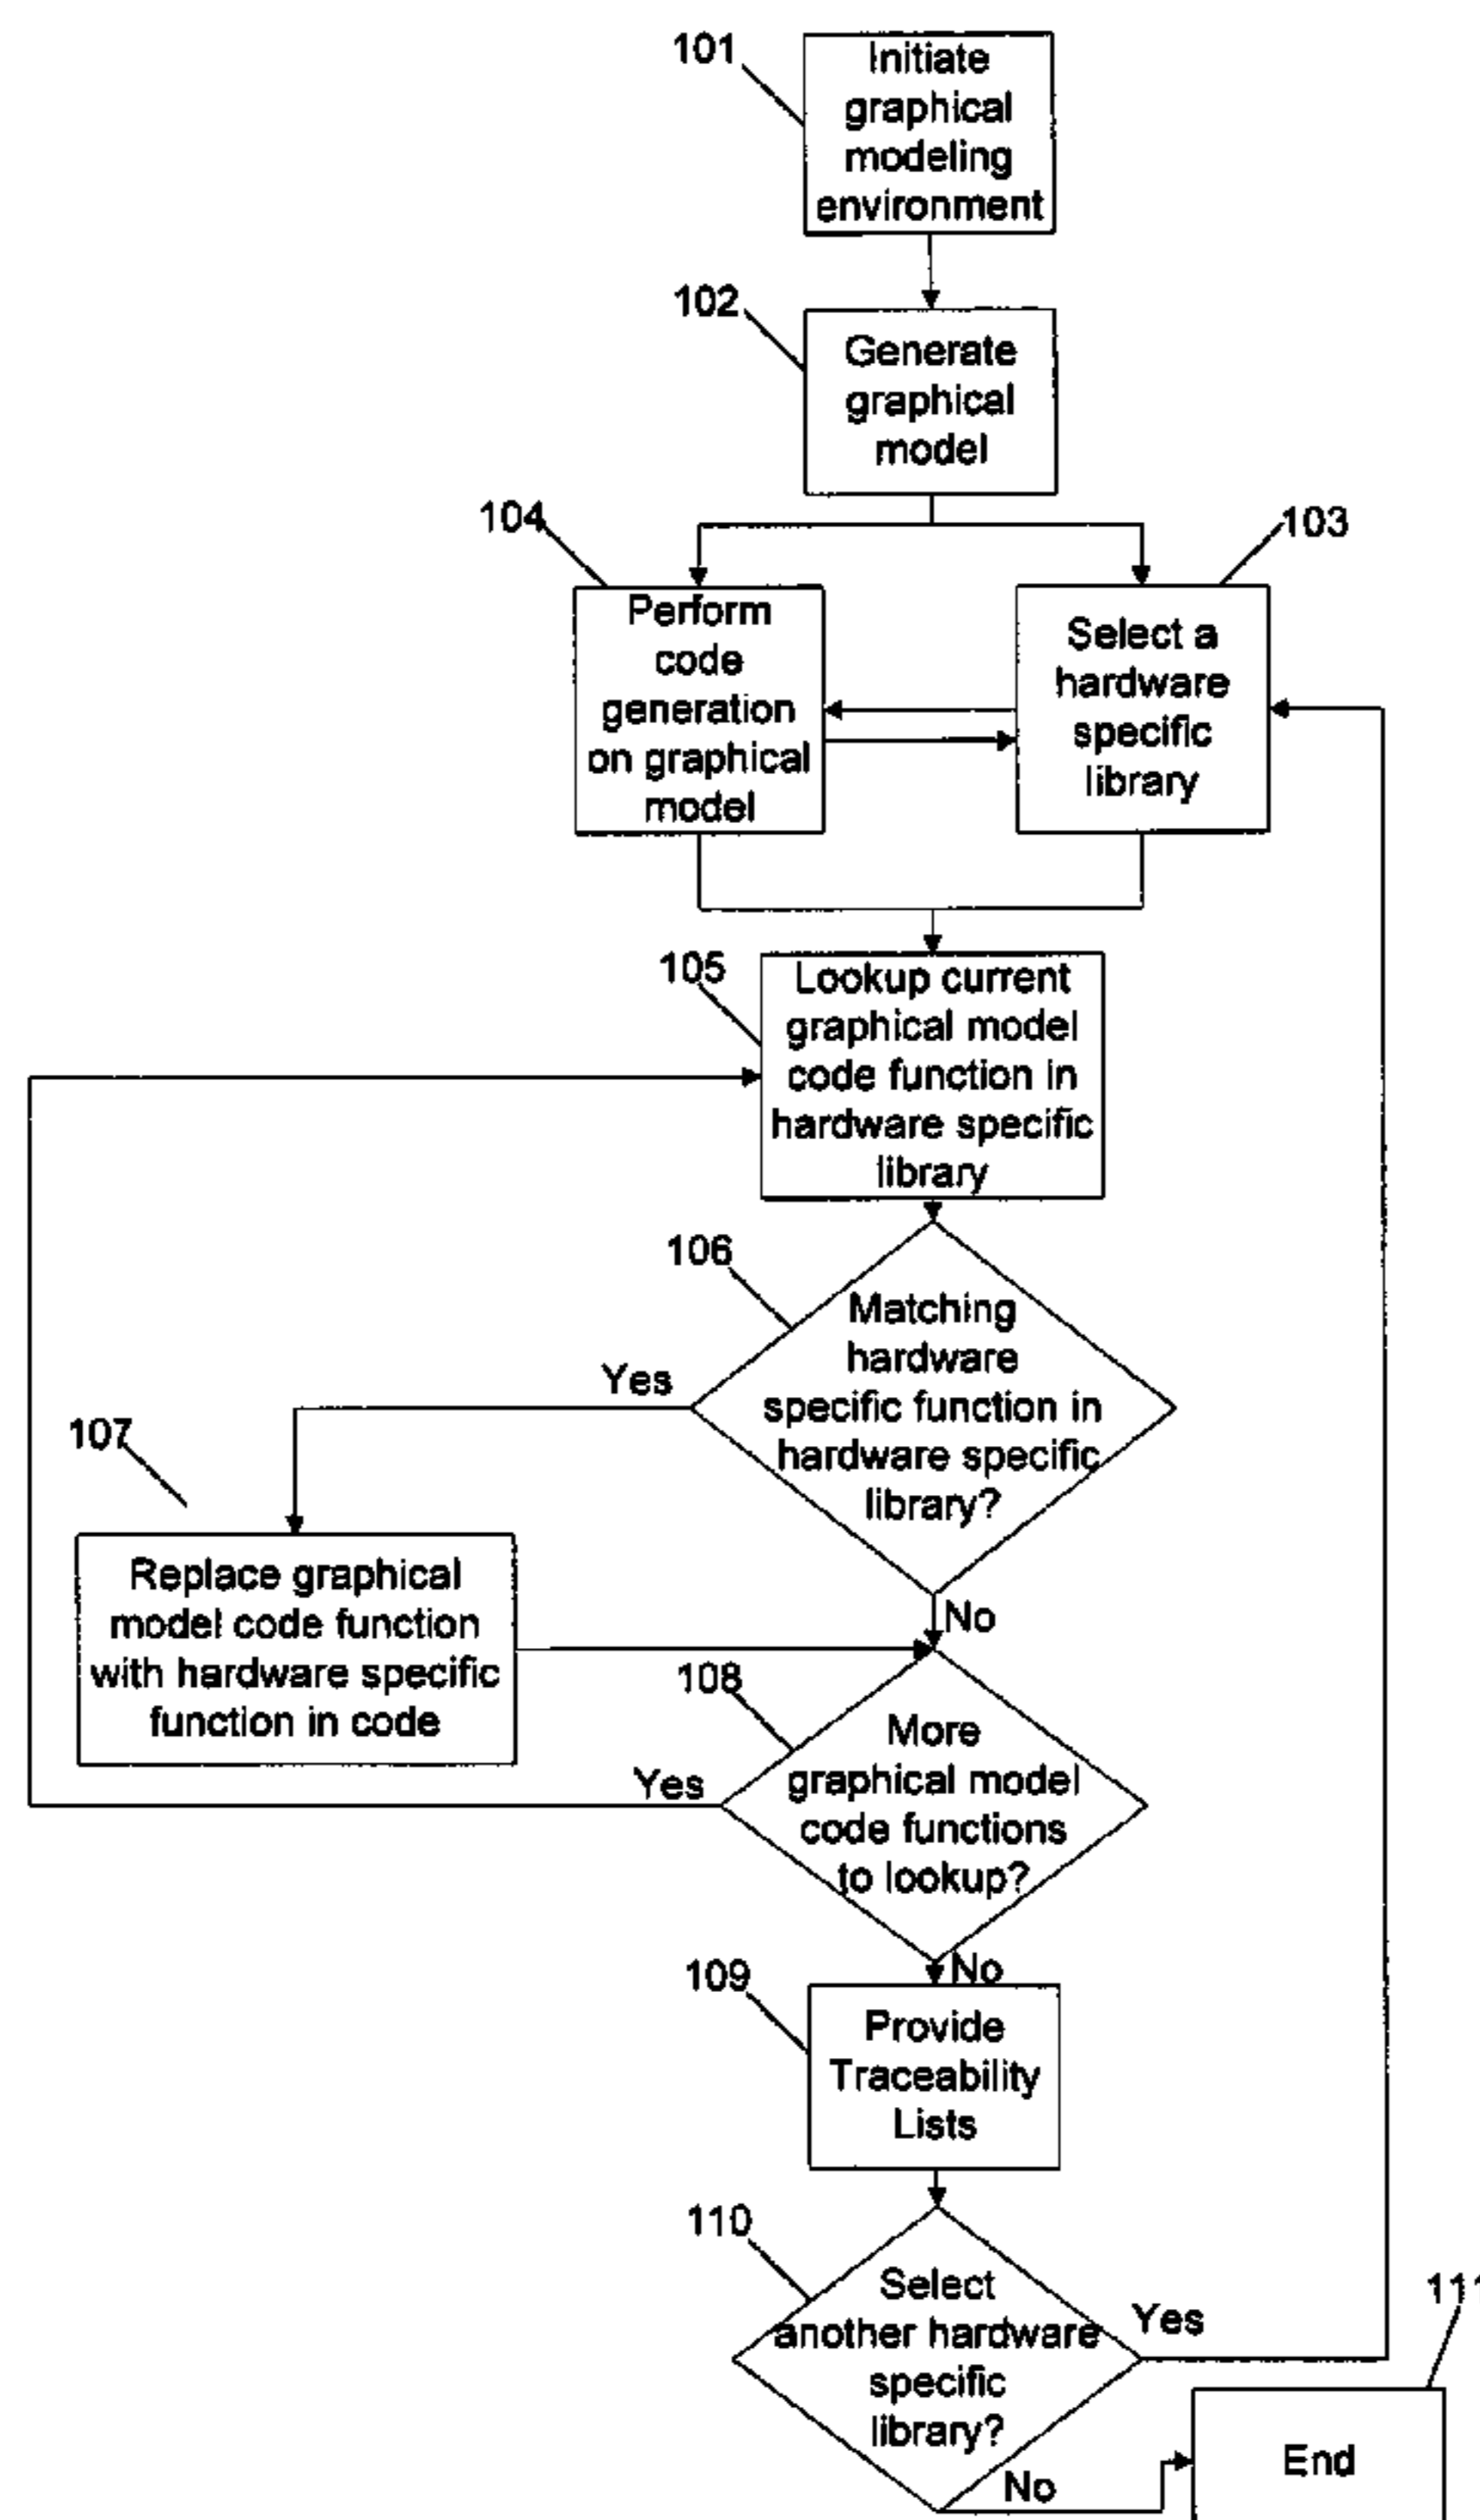 101
Initiate
graphical
modeling
environment
102
Generate
graphical
model
104
Perform
code
generation
on graphical
model
103
Select a
hardware
specific
library
105
Lookup current
graphical model
code function in
hardware specific
library
106
Matching
hardware
specific function in
hardware specific
library?
Yes
No
107
Replace graphical
model code function
with hardware specific
function in code
108
More
graphical model
code functions
to lookup?
Yes
No
109
Provide
Traceability
Lists
110
Select
another hardware
specific
library?
Yes
No
111
End